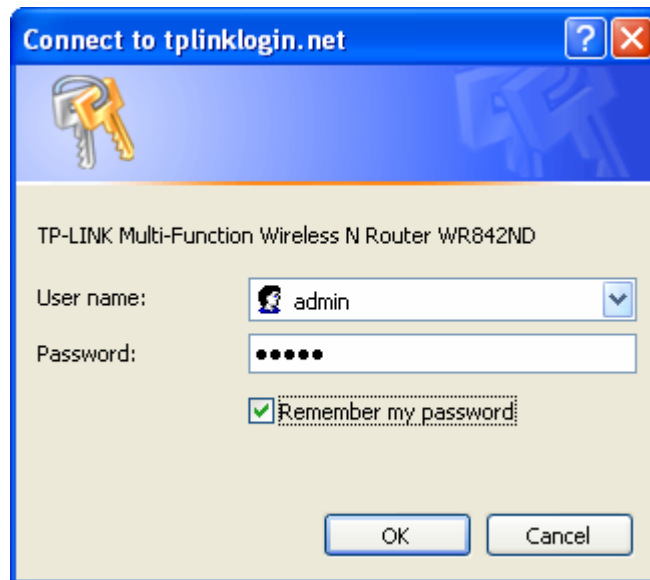 Connect to tplinklogin.net
TP-LINK Multi-Function Wireless N Router WR842ND
User name: admin
Password: •••••
Remember my password
OK Cancel